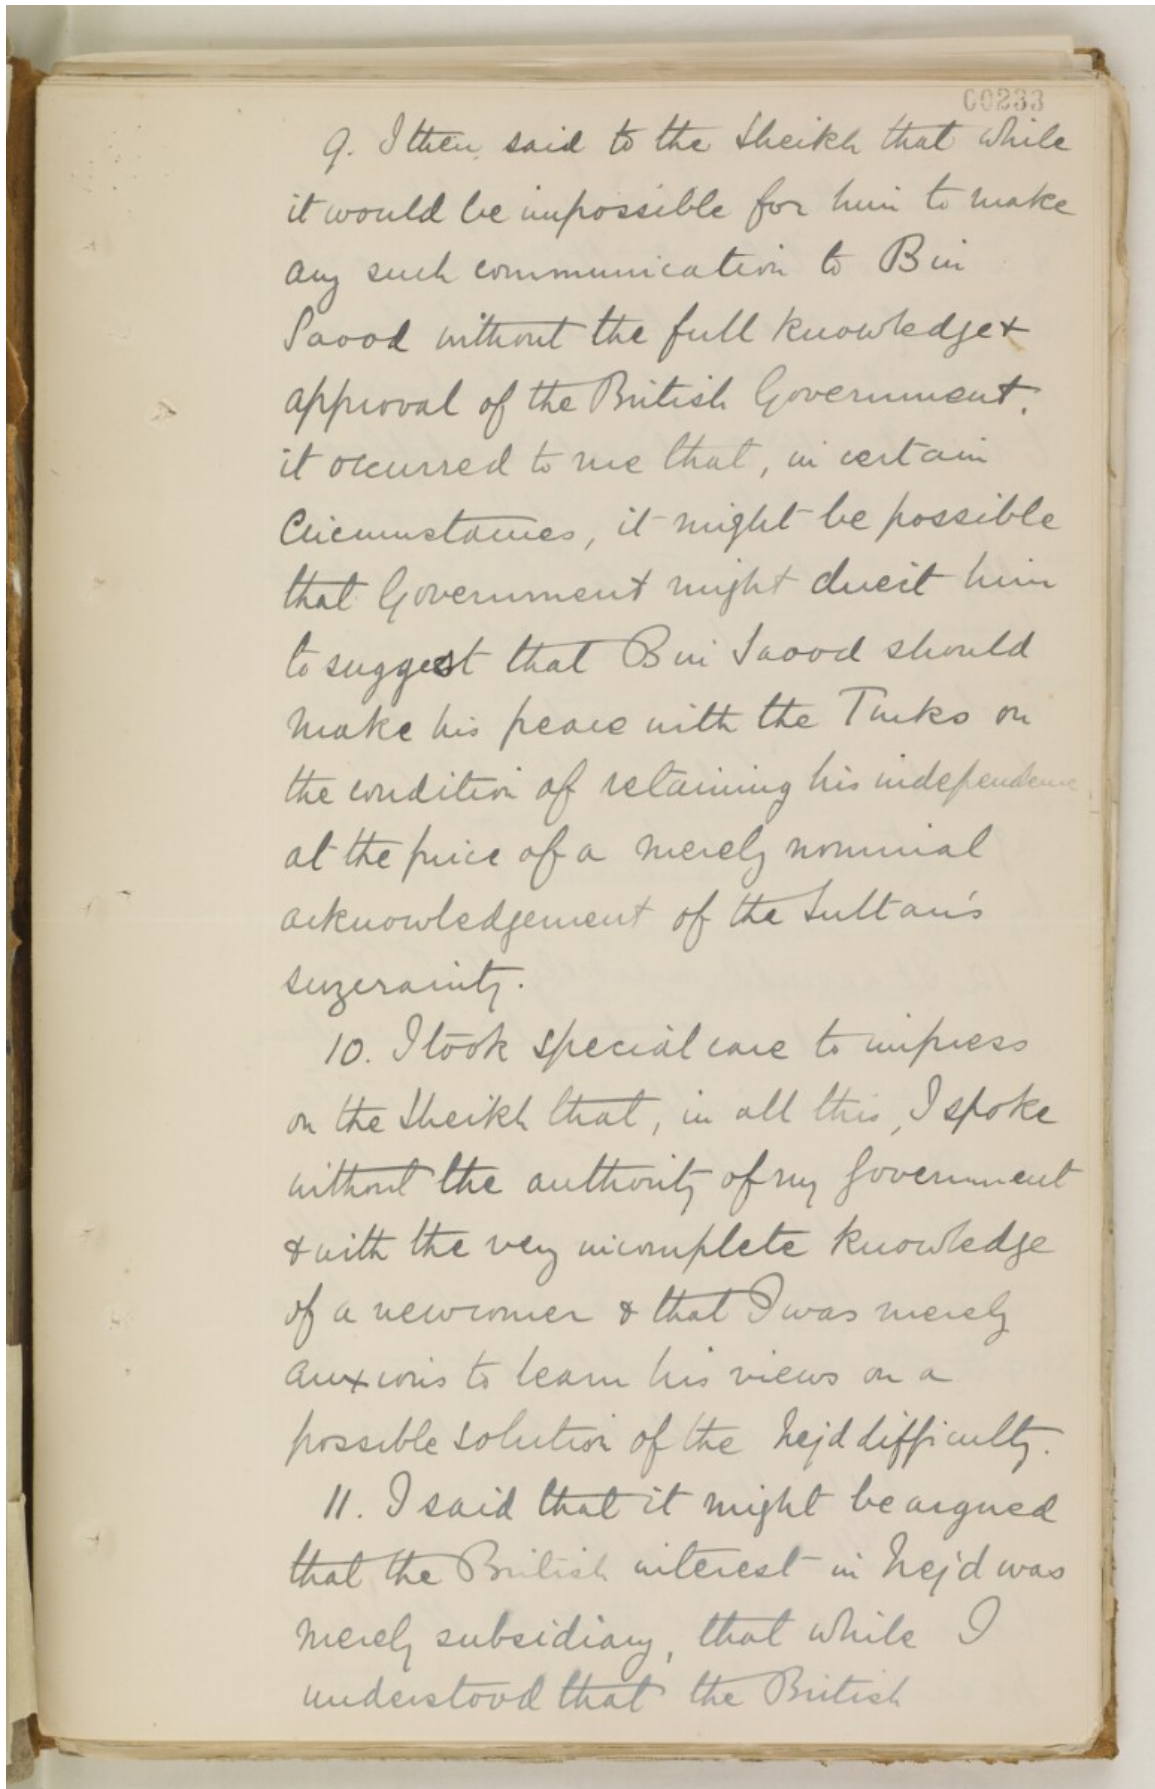 00233
9. I then said to the Sheikh that while
it would be impossible for him to make
any such communication to Bin
Saood without the full knowledge &
approval of the British Government,
it occurred to me that, in certain
Circumstances, it might be possible
that Government might direct him
to suggest that Bin Saood should
make his peace with the Turks on
the condition of retaining his independence
at the price of a merely nominal
acknowledgement of the Sultan's
suzerainty.
10. I took special care to impress
on the Sheikh that, in all this, I spoke
without the authority of my Government
& with the very incomplete knowledge
of a newcomer & that I was merely
anxious to learn his views on a
possible solution of the Nejd difficulty.
11. I said that it might be argued
that the British interest in Nejd was
merely subsidiary, that while I
understood that the British